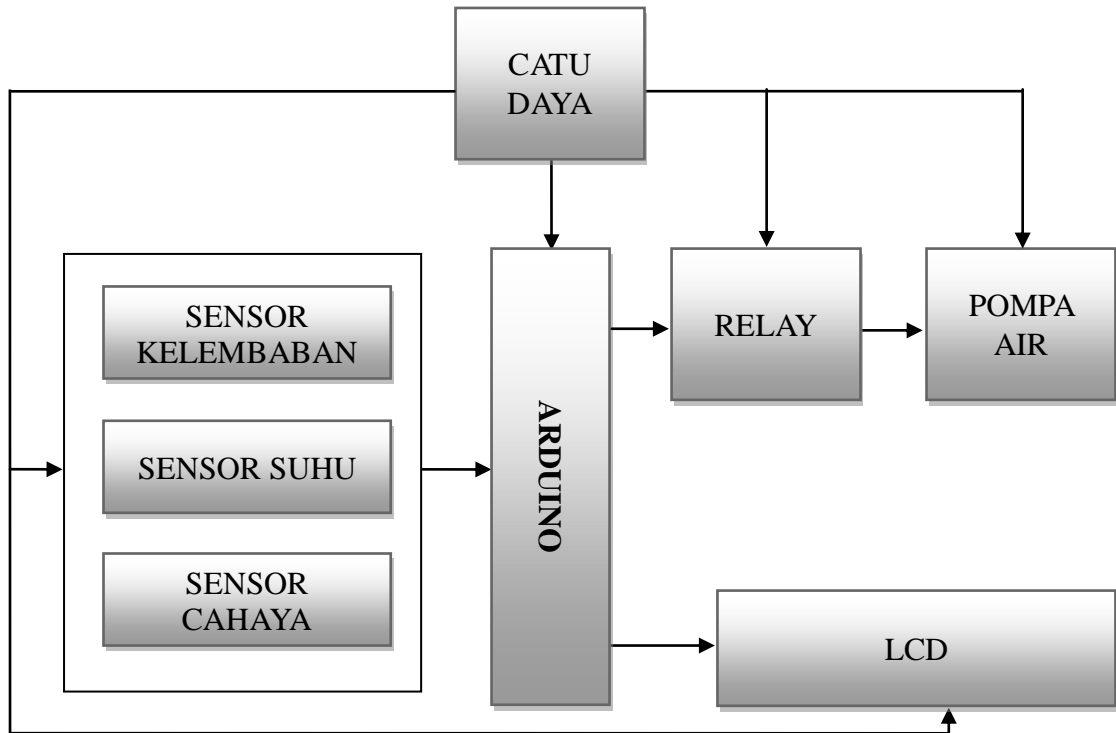 CATU
DAYA
SENSOR
KELEMBABAN
SENSOR SUHU
SENSOR
CAHAYA
ARDUINO
RELAY
POMPA
AIR
LCD